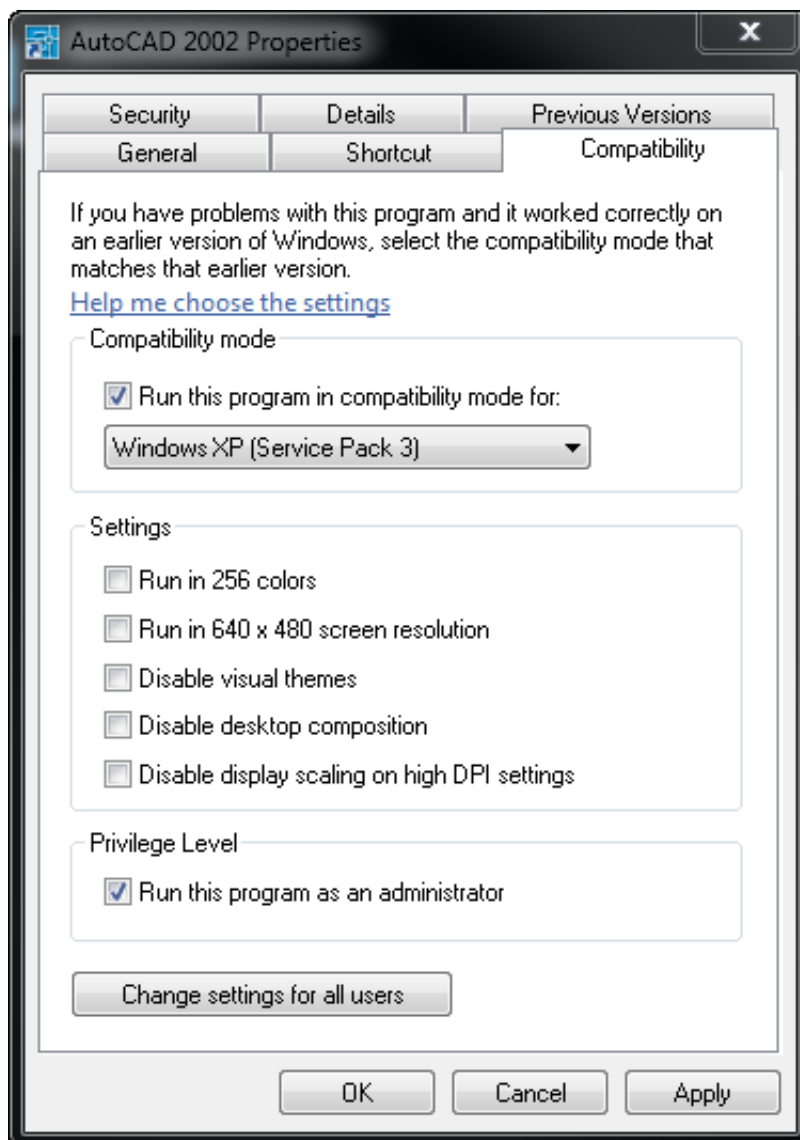 AutoCAD 2002 Properties
x
Security Details Previous Versions
General Shortcut Compatibility
If you have problems with this program and it worked correctly on
an earlier version of Windows, select the compatibility mode that
matches that earlier version.
Help me choose the settings
Compatibility mode
Run this program in compatibility mode for:
Windows XP (Service Pack 3)
Settings
Run in 256 colors
Run in 640 x 480 screen resolution
Disable visual themes
Disable desktop composition
Disable display scaling on high DPI settings
Privilege Level
Run this program as an administrator
Change settings for all users
OK Cancel Apply